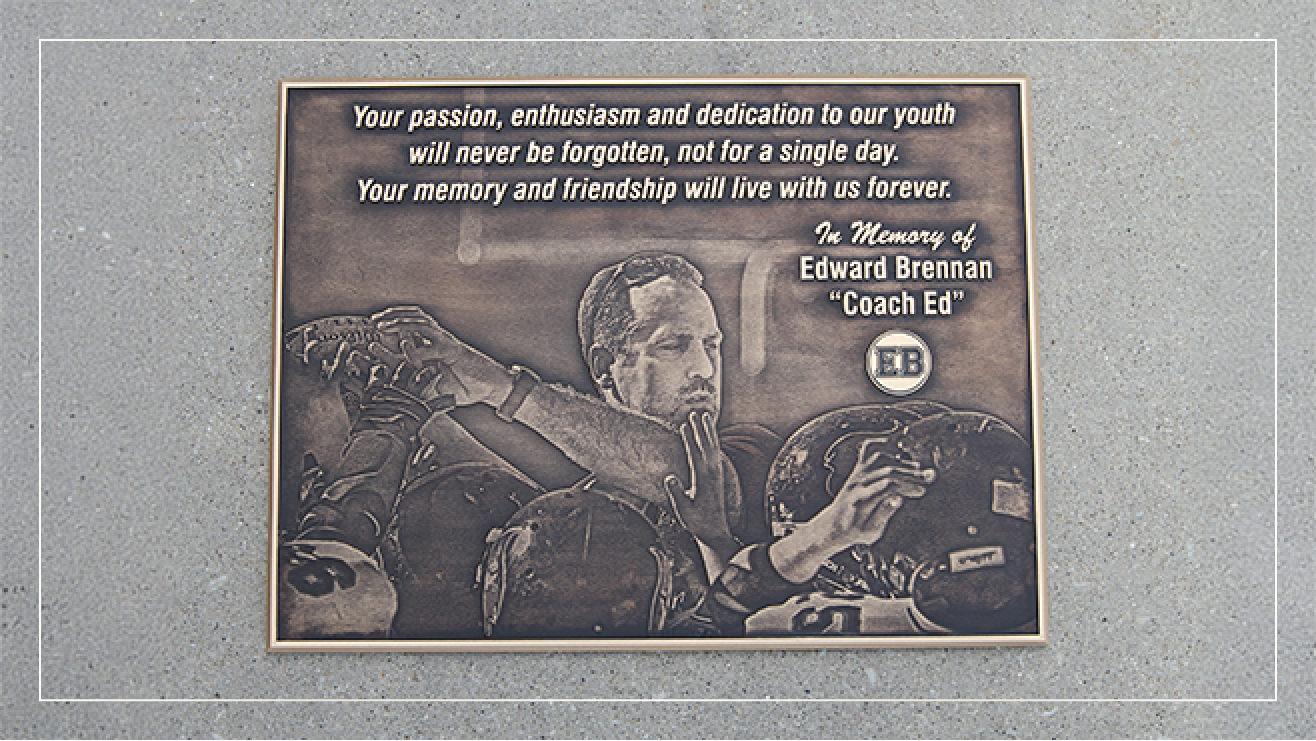 Your passion, enthusiasm and dedication to our youth
will never be forgotten, not for a single day.
Your memory and friendship will live with us forever.
In Memory of
Edward Brennan
“Coach Ed”
EB